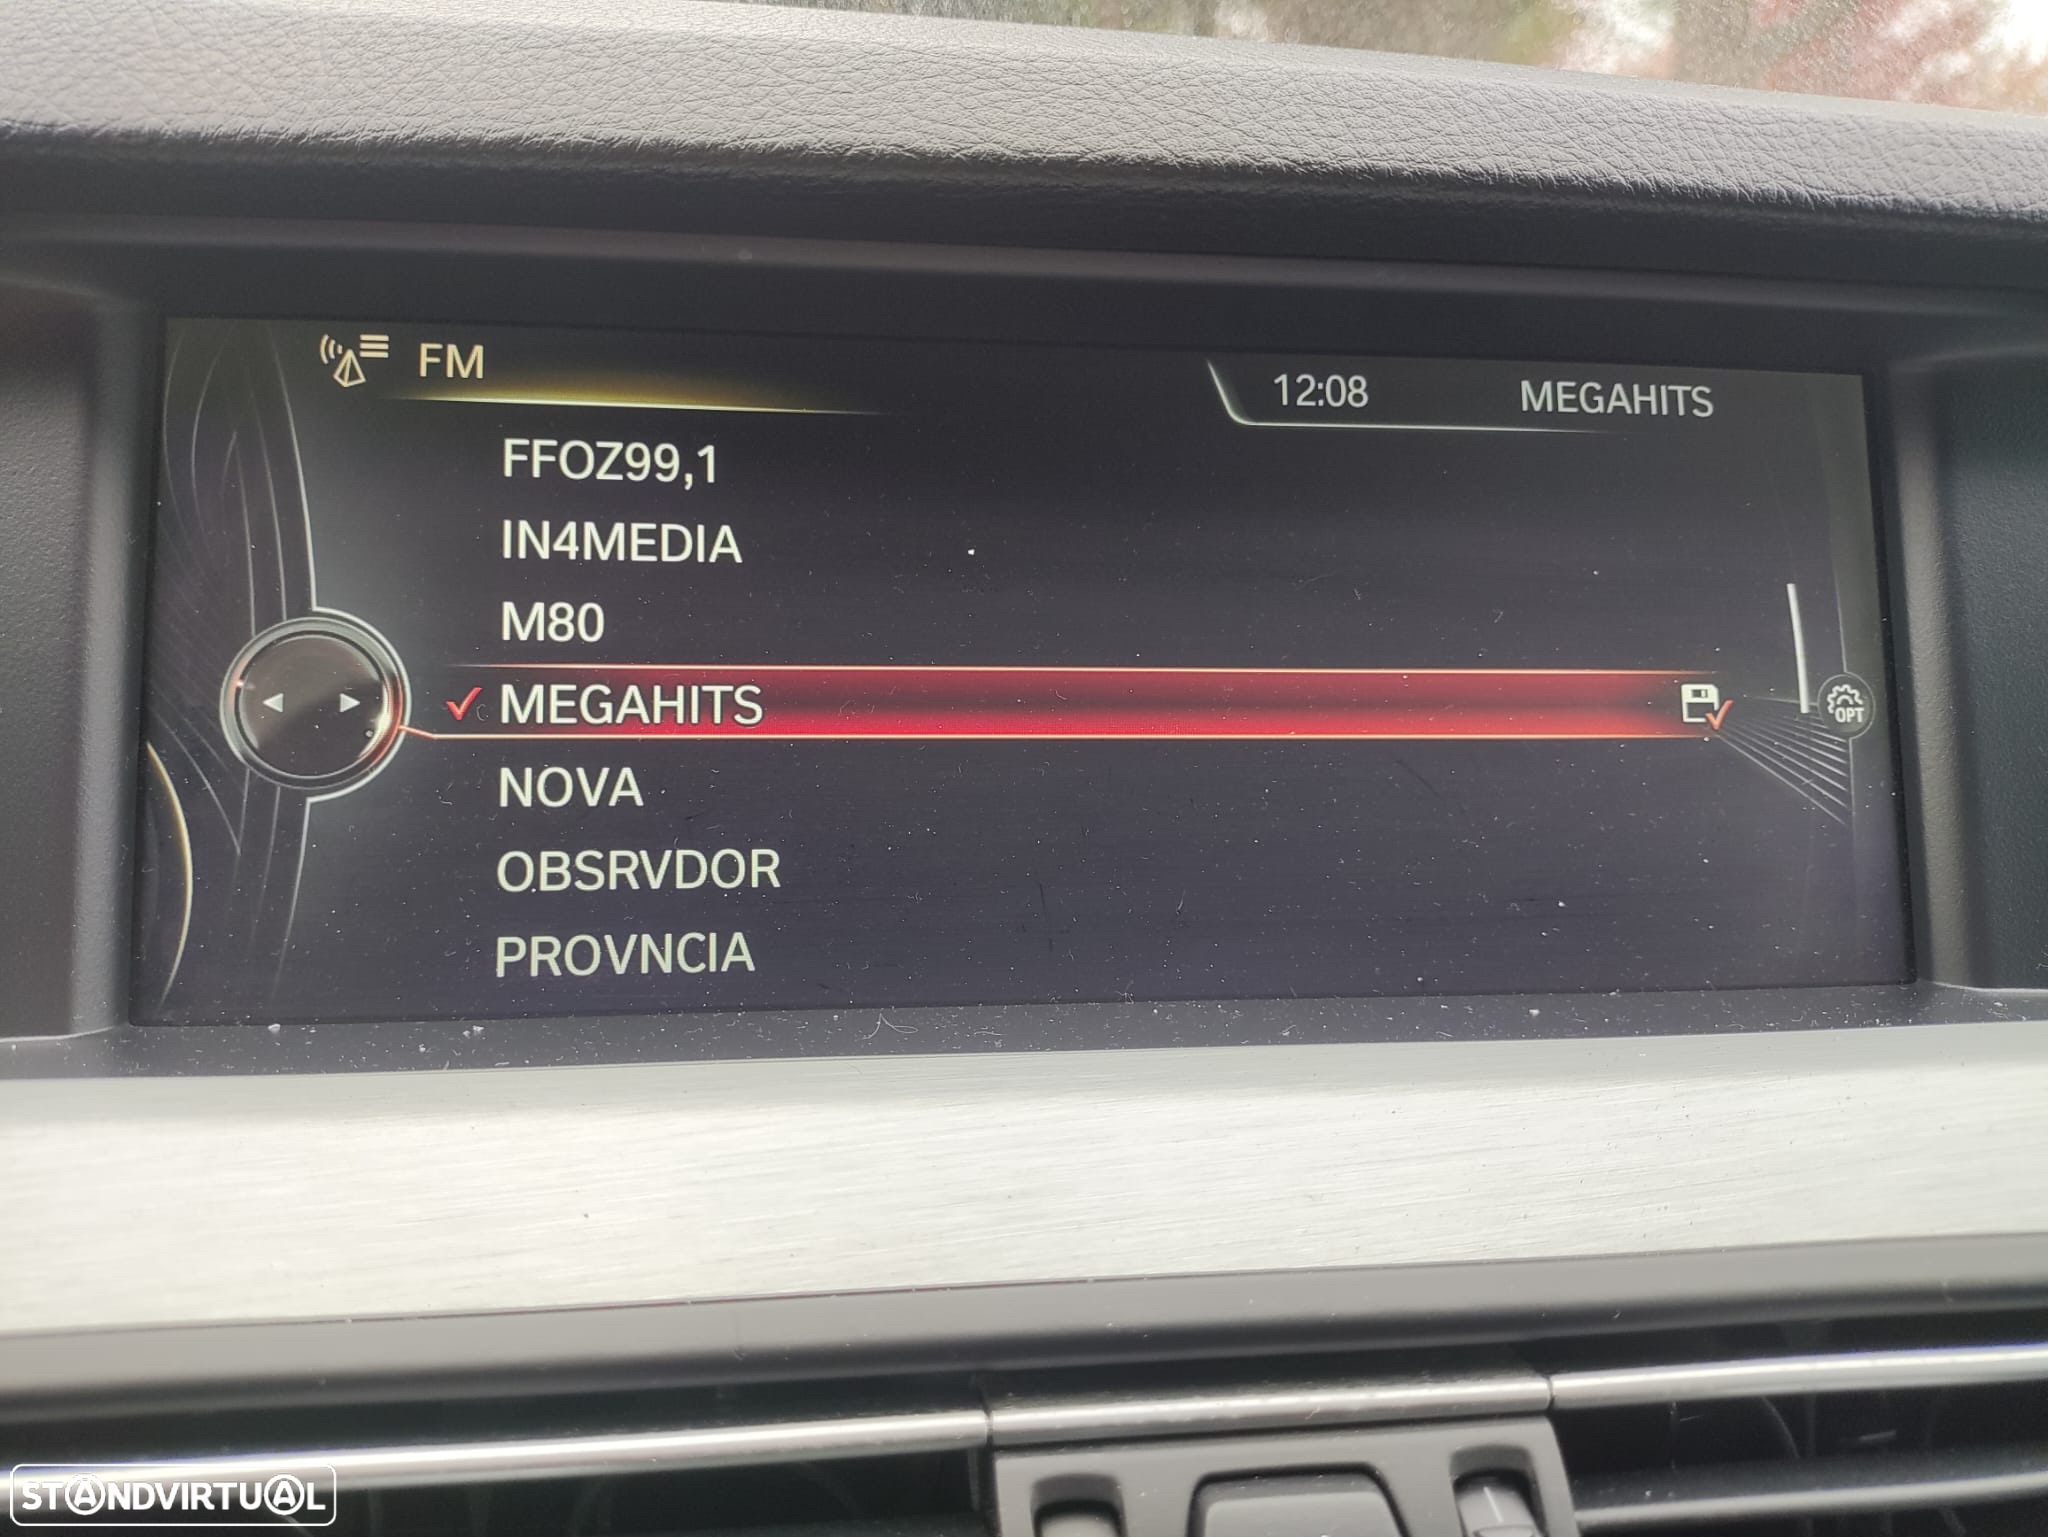 FM
12:08 MEGAHITS
FFOZ99,1
IN4MEDIA
M80
MEGAHITS
OPT
NOVA
OBSRVDOR
PROVNCIA
STANDVIRTUAL